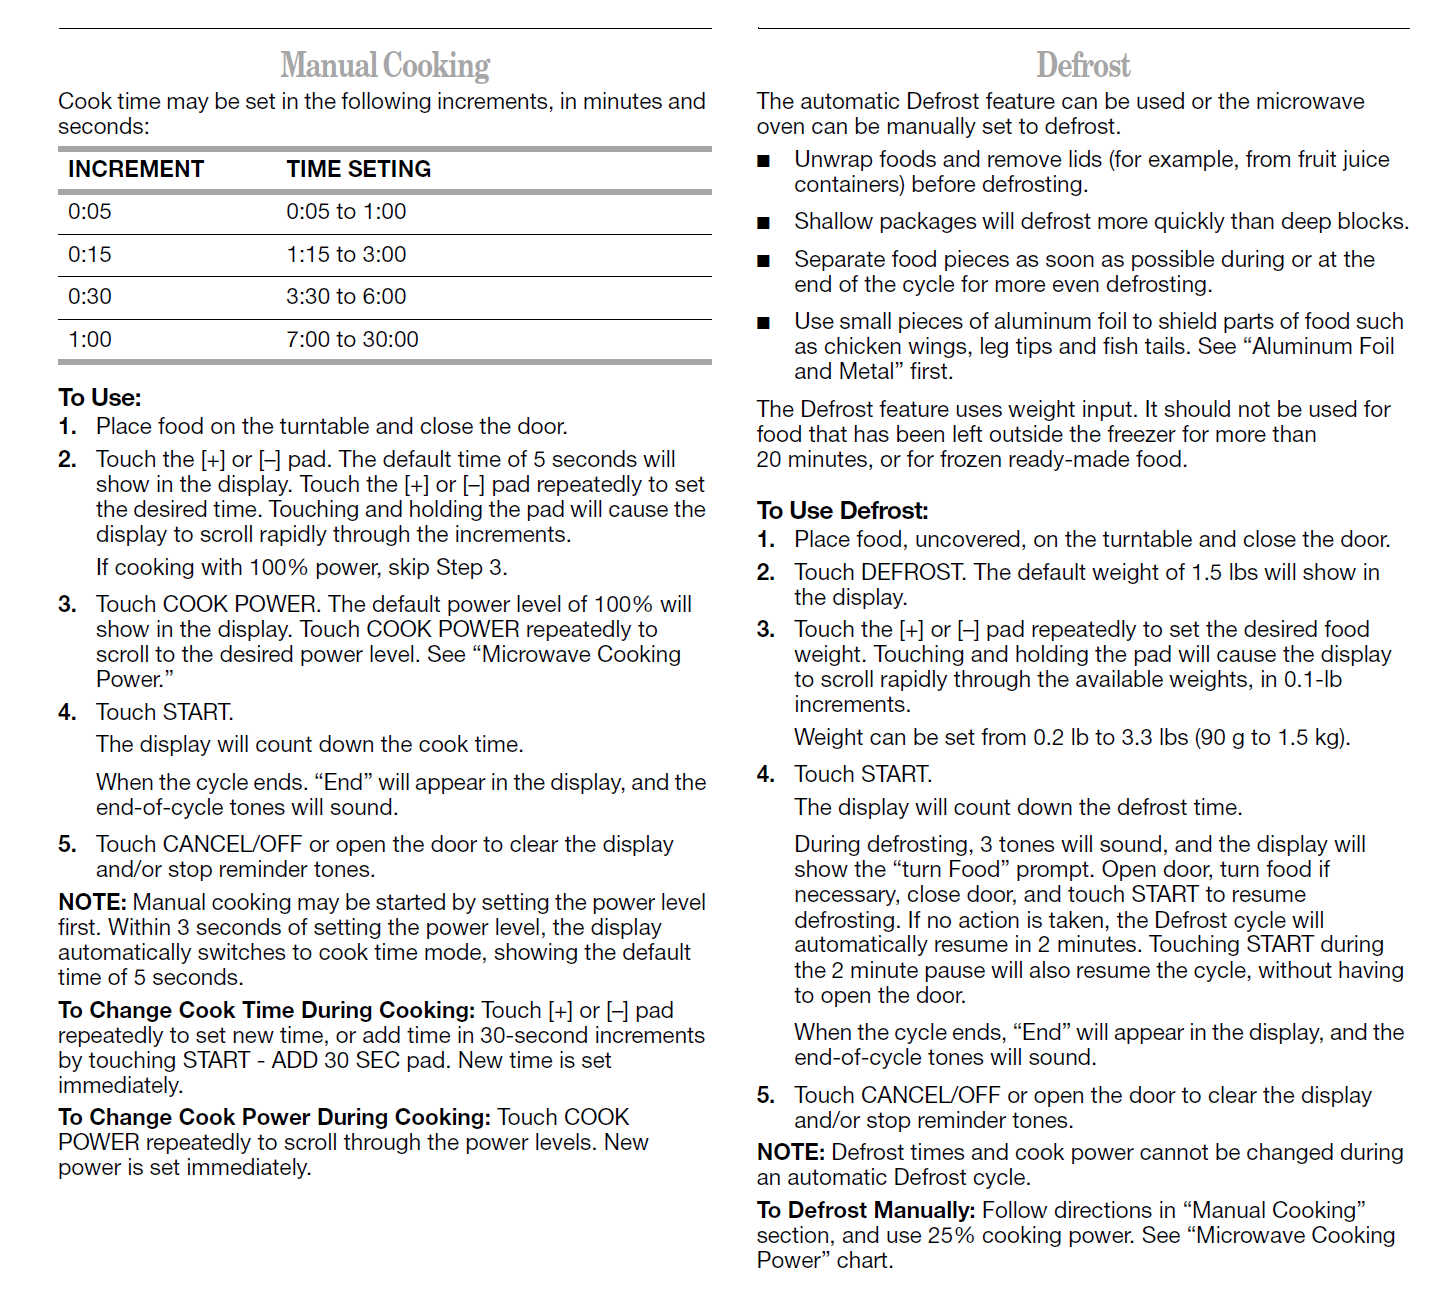 Manual Cooking
Cook time may be set in the following increments, in minutes and
seconds:
INCREMENT TIME SETING
0:05 0:05 to 1:00
0:15 1:15 to 3:00
0:30 3:30 to 6:00
1:00 7:00 to 30:00
To Use:
1. Place food on the turntable and close the door.
2. Touch the [+] or [–] pad. The default time of 5 seconds will
show in the display. Touch the [+] or [–] pad repeatedly to set
the desired time. Touching and holding the pad will cause the
display to scroll rapidly through the increments.
If cooking with 100% power, skip Step 3.
3. Touch COOK POWER. The default power level of 100% will
show in the display. Touch COOK POWER repeatedly to
scroll to the desired power level. See “Microwave Cooking
Power.”
4. Touch START.
The display will count down the cook time.
When the cycle ends. “End” will appear in the display, and the
end-of-cycle tones will sound.
5. Touch CANCEL/OFF or open the door to clear the display
and/or stop reminder tones.
NOTE: Manual cooking may be started by setting the power level
first. Within 3 seconds of setting the power level, the display
automatically switches to cook time mode, showing the default
time of 5 seconds.
To Change Cook Time During Cooking: Touch [+] or [–] pad
repeatedly to set new time, or add time in 30-second increments
by touching START - ADD 30 SEC pad. New time is set
immediately.
To Change Cook Power During Cooking: Touch COOK
POWER repeatedly to scroll through the power levels. New
power is set immediately.
Defrost
The automatic Defrost feature can be used or the microwave
oven can be manually set to defrost.
■ Unwrap foods and remove lids (for example, from fruit juice
containers) before defrosting.
■ Shallow packages will defrost more quickly than deep blocks.
■ Separate food pieces as soon as possible during or at the
end of the cycle for more even defrosting.
■ Use small pieces of aluminum foil to shield parts of food such
as chicken wings, leg tips and fish tails. See “Aluminum Foil
and Metal” first.
The Defrost feature uses weight input. It should not be used for
food that has been left outside the freezer for more than
20 minutes, or for frozen ready-made food.
To Use Defrost:
1. Place food, uncovered, on the turntable and close the door.
2. Touch DEFROST. The default weight of 1.5 lbs will show in
the display.
3. Touch the [+] or [–] pad repeatedly to set the desired food
weight. Touching and holding the pad will cause the display
to scroll rapidly through the available weights, in 0.1-lb
increments.
Weight can be set from 0.2 lb to 3.3 lbs (90 g to 1.5 kg).
4. Touch START.
The display will count down the defrost time.
During defrosting, 3 tones will sound, and the display will
show the “turn Food” prompt. Open door, turn food if
necessary, close door, and touch START to resume
defrosting. If no action is taken, the Defrost cycle will
automatically resume in 2 minutes. Touching START during
the 2 minute pause will also resume the cycle, without having
to open the door.
When the cycle ends, “End” will appear in the display, and the
end-of-cycle tones will sound.
5. Touch CANCEL/OFF or open the door to clear the display
and/or stop reminder tones.
NOTE: Defrost times and cook power cannot be changed during
an automatic Defrost cycle.
To Defrost Manually: Follow directions in “Manual Cooking”
section, and use 25% cooking power. See “Microwave Cooking
Power” chart.